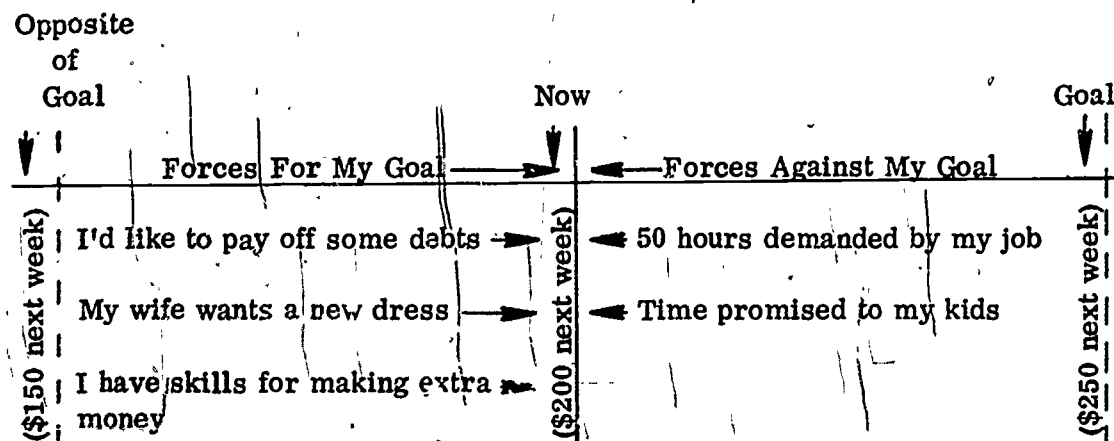 Opposite
of
Goal
Now
Goal
Forces For My Goal
Forces Against My Goal
I'd like to pay off some debts
50 hours demanded by my job
My wife wants a new dress
Time promised to my kids
I have skills for making extra
money
($150 next week)
($200 next week)
($250 next week)